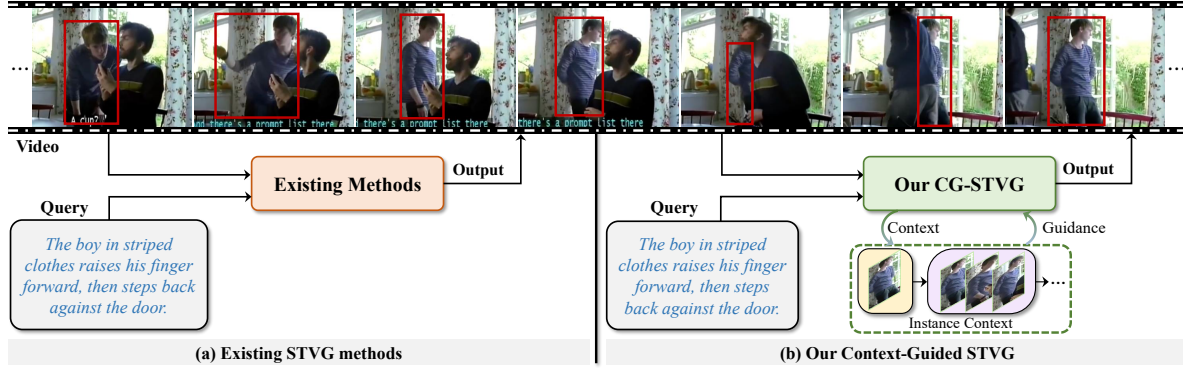 A cup?
and there's a prompt list there
and there's a prompt list there
there's a prompt list there
...
...
Video
Output
Existing Methods
Query
The boy in striped
clothes raises his finger
forward, then steps back
against the door.
(a) Existing STVG methods
Output
Our CG-STVG
Query
The boy in striped
clothes raises his finger
forward, then steps
back against the door.
Context
Guidance
...
Instance Context
(b) Our Context-Guided STVG